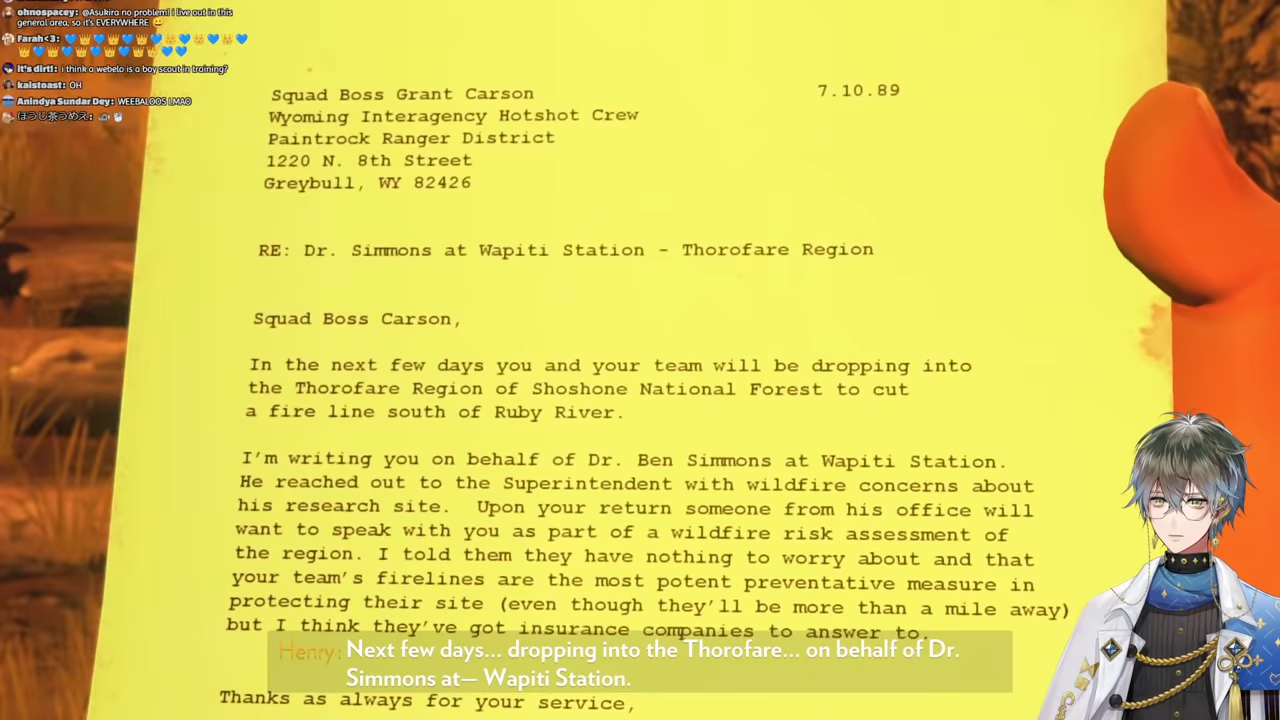 ohnospacey: @Asukira no problem! i live out in this
general area, so it's EVERYWHERE 😅
Farah<3: 💙👑💙👑💙👑💙👑💙👑💙👑💙
👑💙👑💙👑💙👑💙👑👑💙💙
it's dirt!: i think a webelo is a boy scout in training?
kaistoast: OH
Anindya Sundar Dey: WEEBALOOS LMAO
ほうじ茶うめえ:
Squad Boss Grant Carson
7.10.89
Wyoming Interagency Hotshot Crew
Paintrock Ranger District
1220 N. 8th Street
Greybull, WY 82426
RE: Dr. Simmons at Wapiti Station - Thorofare Region
Squad Boss Carson,
In the next few days you and your team will be dropping into
the Thorofare Region of Shoshone National Forest to cut
a fire line south of Ruby River.
I'm writing you on behalf of Dr. Ben Simmons at Wapiti Station.
He reached out to the Superintendent with wildfire concerns about
his research site. Upon your return someone from his office will
want to speak with you as part of a wildfire risk assessment of
the region. I told them they have nothing to worry about and that
your team's firelines are the most potent preventative measure in
protecting their site (even though they'll be more than a mile away)
but I think they've got insurance companies to answer to.
Henry: Next few days... dropping into the Thorofare... on behalf of Dr.
Simmons at— Wapiti Station.
Thanks as always for your service,